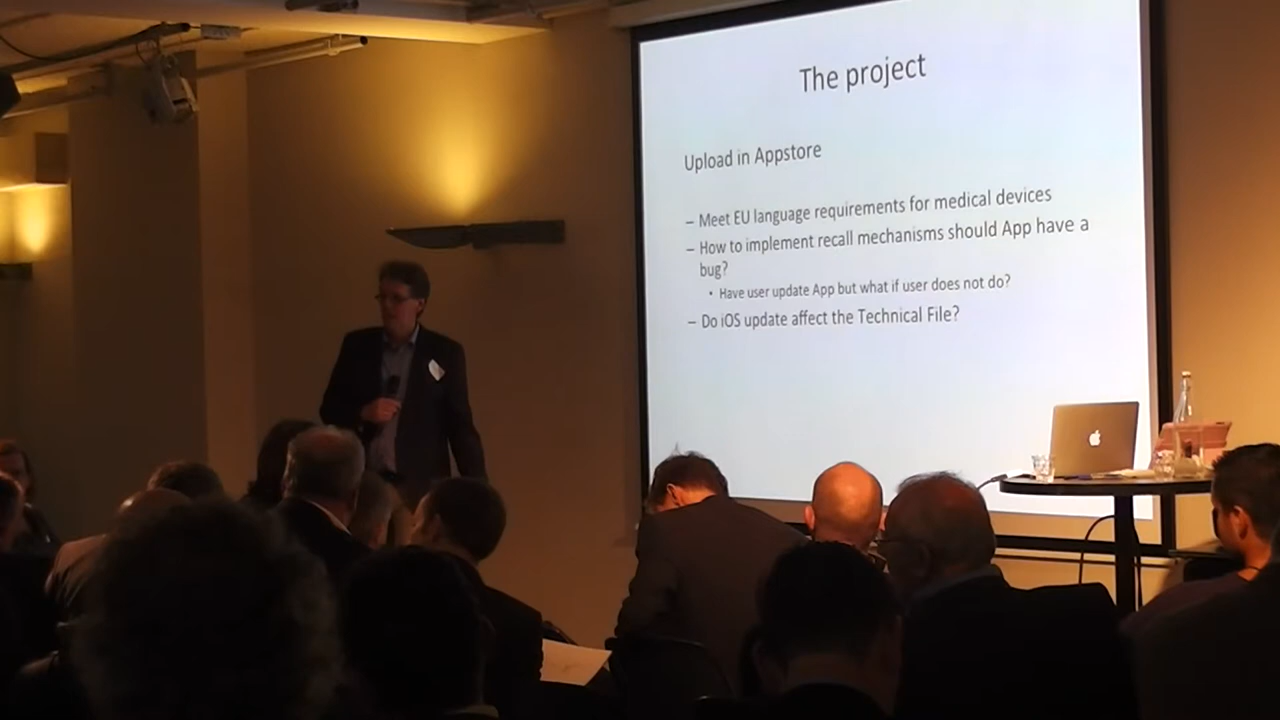 The project
Upload in Appstore
– Meet EU language requirements for medical devices
– How to implement recall mechanisms should App have a
bug?
• Have user update App but what if user does not do?
– Do iOS update affect the Technical File?